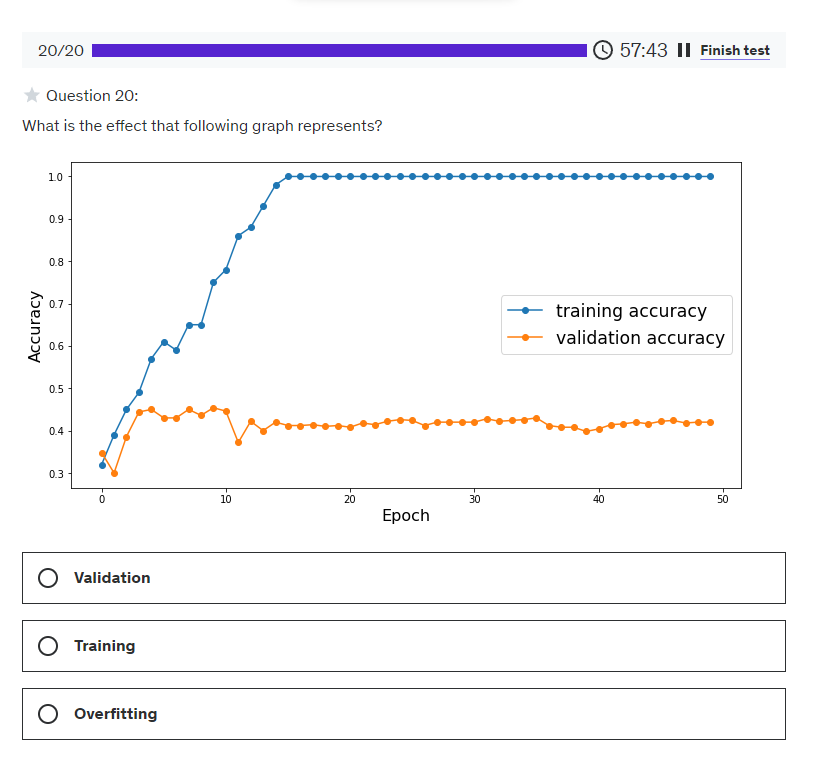 20/20 57:43 Finish test
Question 20:
What is the effect that following graph represents?
1.0
0.9
0.8
0.7
0.6
0.5
0.4
0.3
Accuracy
training accuracy
validation accuracy
0 10 20 30 40 50
Epoch
Validation
Training
Overfitting